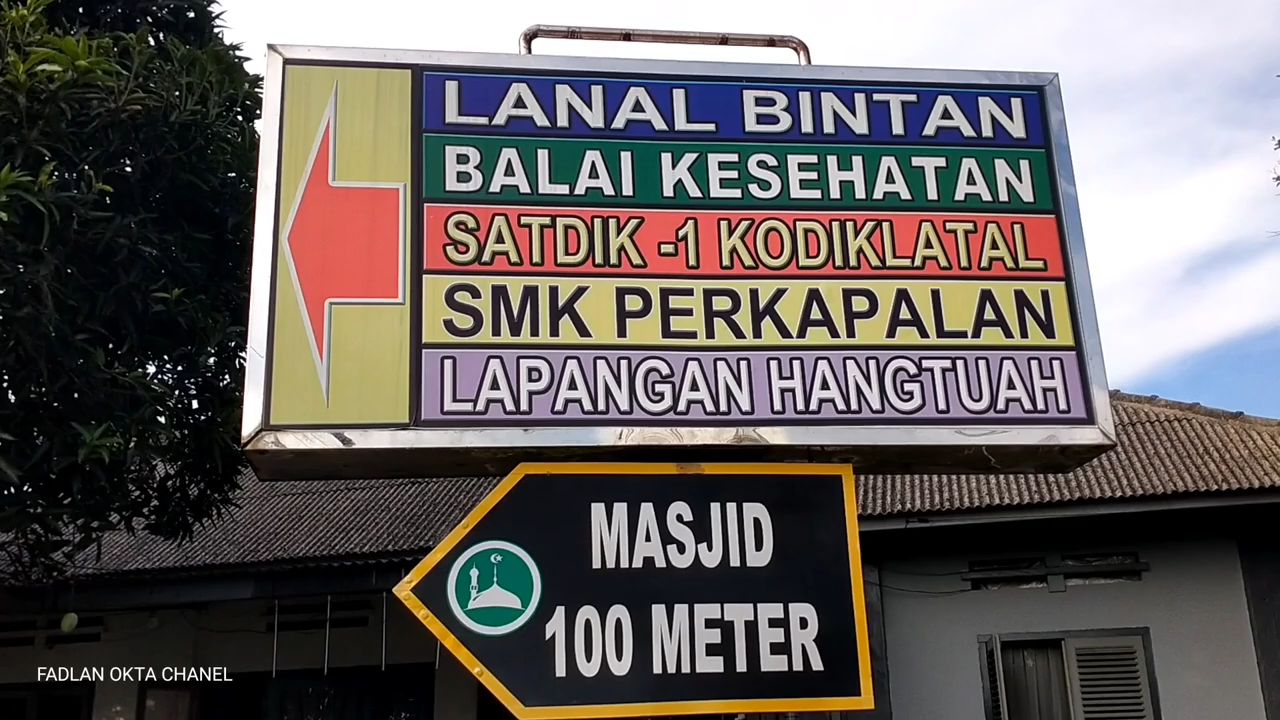 LANAL BINTAN
BALAI KESEHATAN
SATDIK -1 KODIKLATAL
SMK PERKAPALAN
LAPANGAN HANGTUAH
MASJID
100 METER
FADLAN OKTA CHANEL